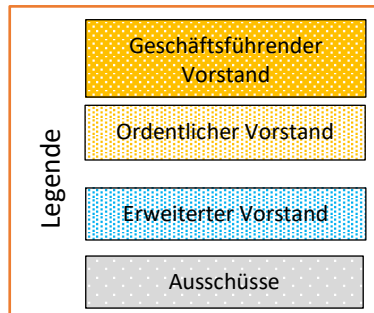 Legende
Geschäftsführender
Vorstand
Ordentlicher Vorstand
Erweiterter Vorstand
Ausschüsse